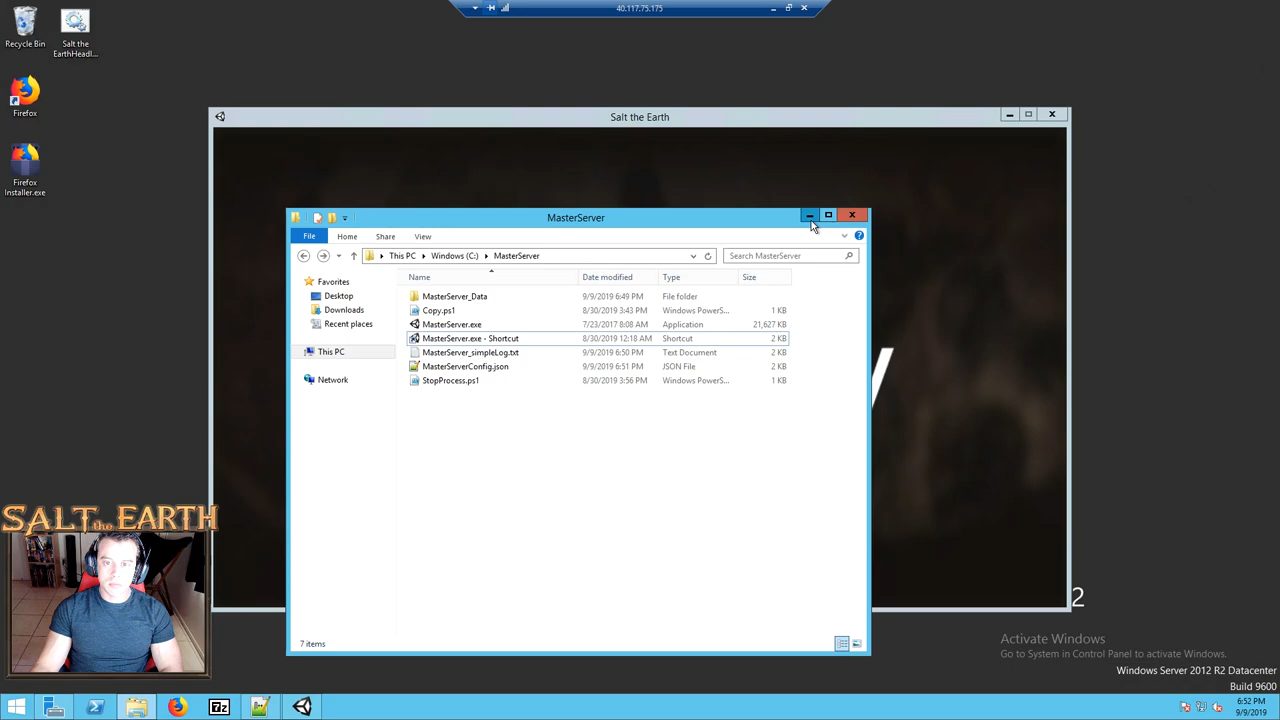 40.117.75.175
Recycle Bin
Salt the
EarthHeadl...
Firefox
Firefox
Installer.exe
Salt the Earth
MasterServer
File
Home
Share
View
This PC
Windows (C:)
MasterServer
Search MasterServer
Name
Date modified
Type
Size
Favorites
Desktop
Downloads
Recent places
This PC
Network
MasterServer_Data
9/9/2019 6:49 PM
File folder
Copy.ps1
8/30/2019 3:43 PM
Windows PowerS...
1 KB
MasterServer.exe
7/23/2017 8:08 AM
Application
21,627 KB
MasterServer.exe - Shortcut
8/30/2019 12:18 AM
Shortcut
2 KB
MasterServer_simpleLog.txt
9/9/2019 6:50 PM
Text Document
2 KB
MasterServerConfig.json
9/9/2019 6:51 PM
JSON File
2 KB
StopProcess.ps1
8/30/2019 3:56 PM
Windows PowerS...
1 KB
7 items
SALT the EARTH
2
Activate Windows
Go to System in Control Panel to activate Windows.
Windows Server 2012 R2 Datacenter
Build 9600
7z
6:52 PM
9/9/2019